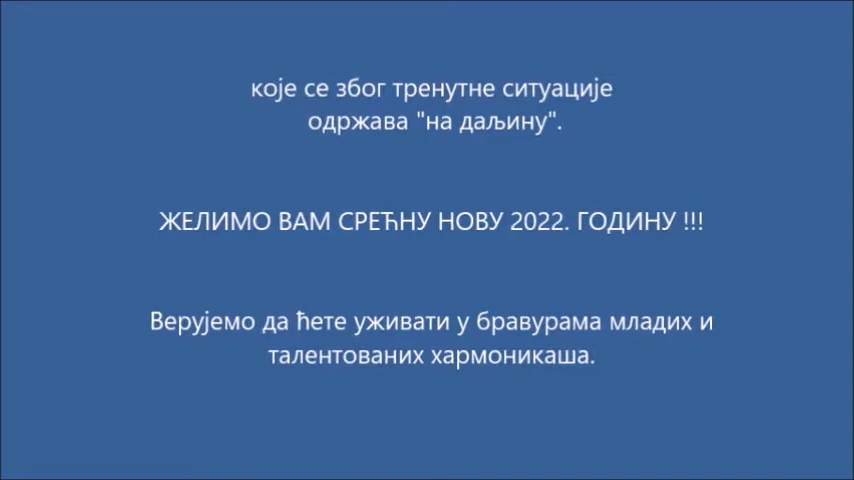 које се због тренутне ситуације
одржава "на даљину".
ЖЕЛИМО ВАМ СРЕЋНУ НОВУ 2022. ГОДИНУ !!!
Верујемо да ћете уживати у бравурама младих и
талентованих хармоникаша.